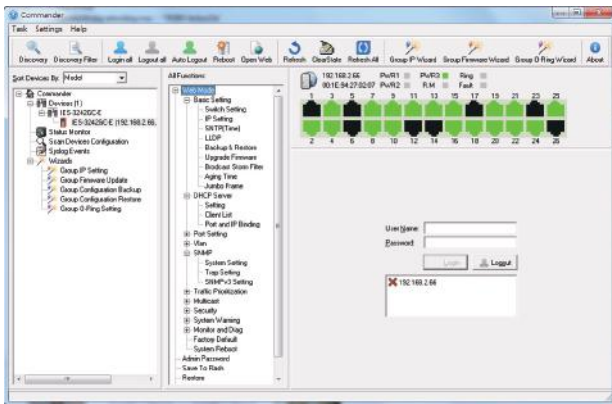 Commander
Task Settings Help
Discovery Discovery Filter Login all Logout all Auto Logout Reboot Open Web Refresh ClearState Refresh All Group IP Wizard Group Firmware Wizard Group O-Ring Wizard About
Sort Devices By: Model
Commander
Devices (1)
IES-3242GC-E
IES-3242GC-E (192.168.2.66,
Status Monitor
Scan Devices Configuration
Syslog Events
Wizards
Group IP Setting
Group Firmware Update
Group Configuration Backup
Group Configuration Restore
Group O-Ring Setting
All Functions:
Web Mode
Basic Setting
Switch Setting
IP Setting
SNTP(Time)
LLDP
Backup & Restore
Upgrade Firmware
Brodcast Storm Filter
Aging Time
Jumbo Frame
DHCP Server
Setting
Client List
Port and IP Binding
Port Setting
Vlan
SNMP
System Setting
Trap Setting
SNMPv3 Setting
Traffic Prioritization
Multicast
Security
System Warning
Monitor and Diag
Factory Default
System Reboot
Admin Password
Save To Flash
Restore
192.168.2.66 PWR1 PWR3 Ring
00:1E:94:27:02:07 PWR2 R.M Fault
1 3 5 7 9 11 13 15 17 19 21 23 25
2 4 6 8 10 12 14 16 18 20 22 24 26
User Name:
Password:
Login Logout
192.168.2.66